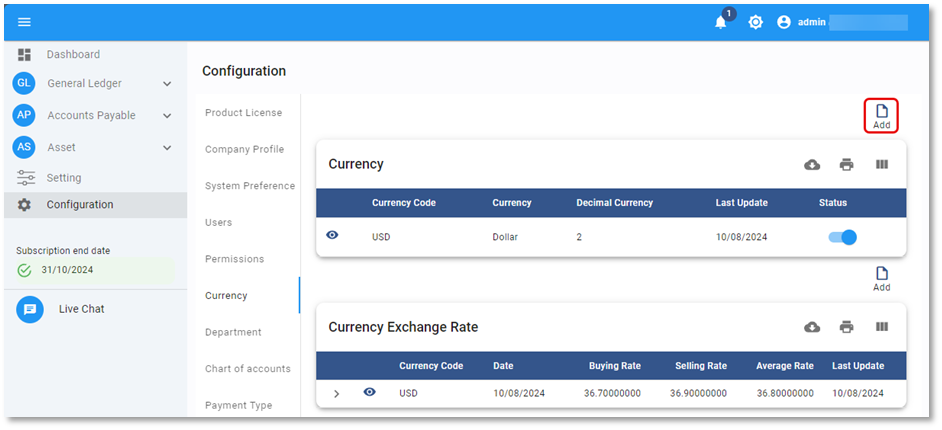 1
admin
Dashboard
GL General Ledger
AP Accounts Payable
AS Asset
Setting
Configuration
Subscription end date
31/10/2024
Live Chat
Configuration
Product License
Company Profile
System Preference
Users
Permissions
Currency
Department
Chart of accounts
Payment Type
Add
Currency
Currency Code Currency Decimal Currency Last Update Status
USD Dollar 2 10/08/2024
Add
Currency Exchange Rate
Currency Code Date Buying Rate Selling Rate Average Rate Last Update
USD 10/08/2024 36.70000000 36.90000000 36.80000000 10/08/2024